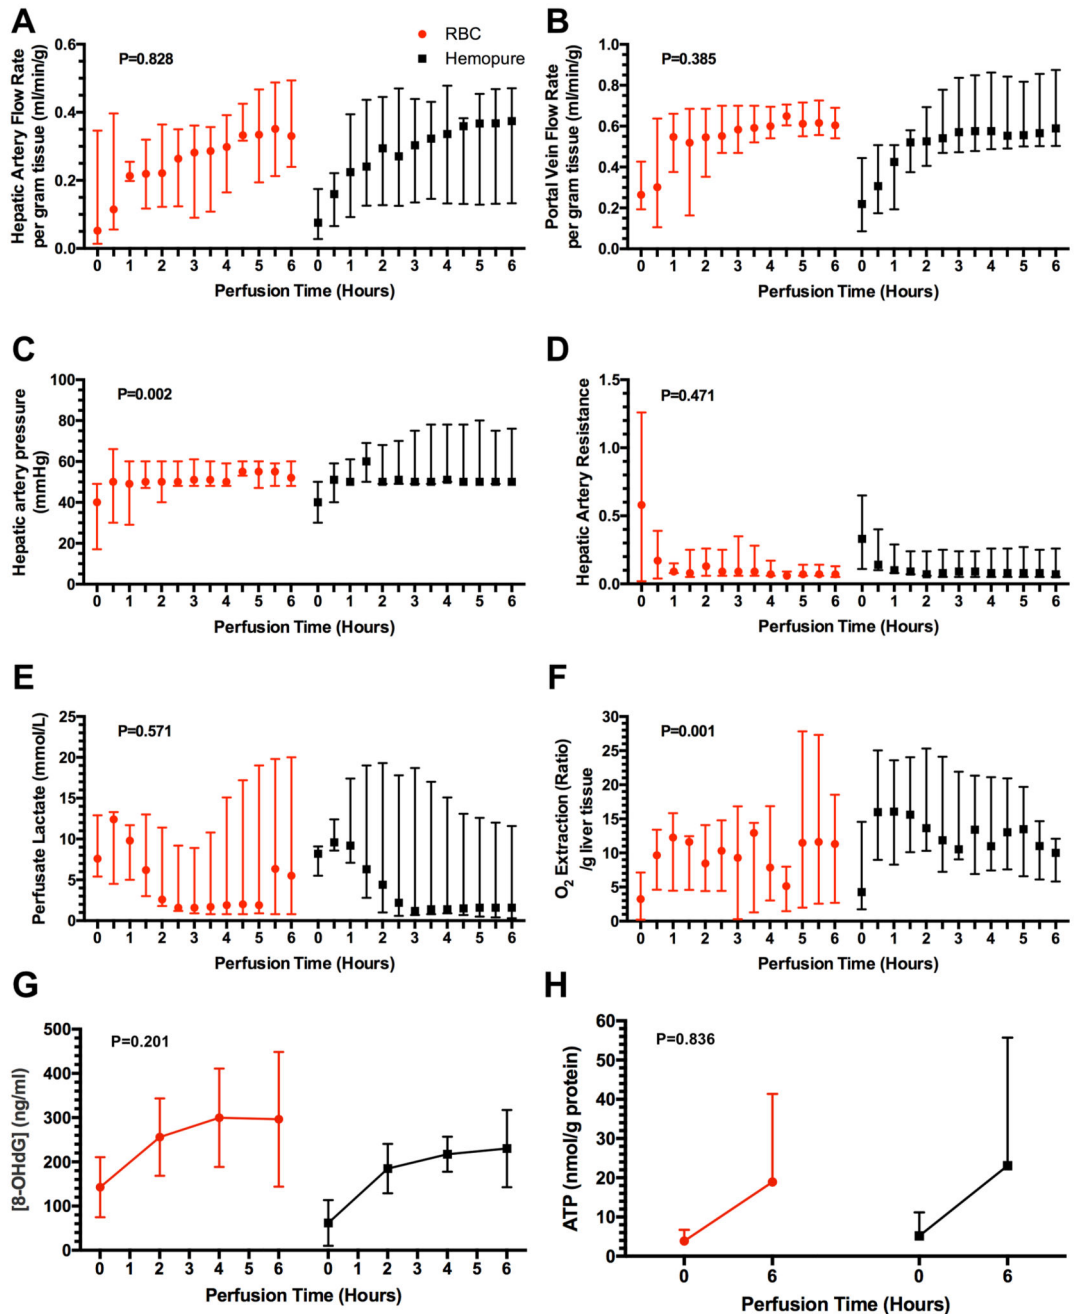 A
Hepatic Artery Flow Rate
per gram tissue (ml/min/g)
0.6
0.4
0.2
0.0
P=0.828
RBC
Hemopure
0 1 2 3 4 5 6 0 1 2 3 4 5 6
Perfusion Time (Hours)
B
Portal Vein Flow Rate
per gram tissue (ml/min/g)
1.0
0.8
0.6
0.4
0.2
0.0
P=0.385
0 1 2 3 4 5 6 0 1 2 3 4 5 6
Perfusion Time (Hours)
C
Hepatic artery pressure
(mmHg)
100
80
60
40
20
0
P=0.002
0 1 2 3 4 5 6 0 1 2 3 4 5 6
Perfusion Time (Hours)
D
Hepatic Artery Resistance
1.5
1.0
0.5
0.0
P=0.471
0 1 2 3 4 5 6 0 1 2 3 4 5 6
Perfusion Time (Hours)
E
Perfusate Lactate (mmol/L)
25
20
15
10
5
0
P=0.571
0 1 2 3 4 5 6 0 1 2 3 4 5 6
Perfusion Time (Hours)
F
O2 Extraction (Ratio)
/g liver tissue
30
25
20
15
10
5
0
P=0.001
0 1 2 3 4 5 6 0 1 2 3 4 5 6
Perfusion Time (Hours)
G
[8-OHdG] (ng/ml)
500
400
300
200
100
0
P=0.201
0 1 2 3 4 5 6 0 1 2 3 4 5 6
Perfusion Time (Hours)
H
ATP (nmol/g protein)
60
50
40
30
20
10
0
P=0.836
0 6 0 6
Perfusion Time (Hours)